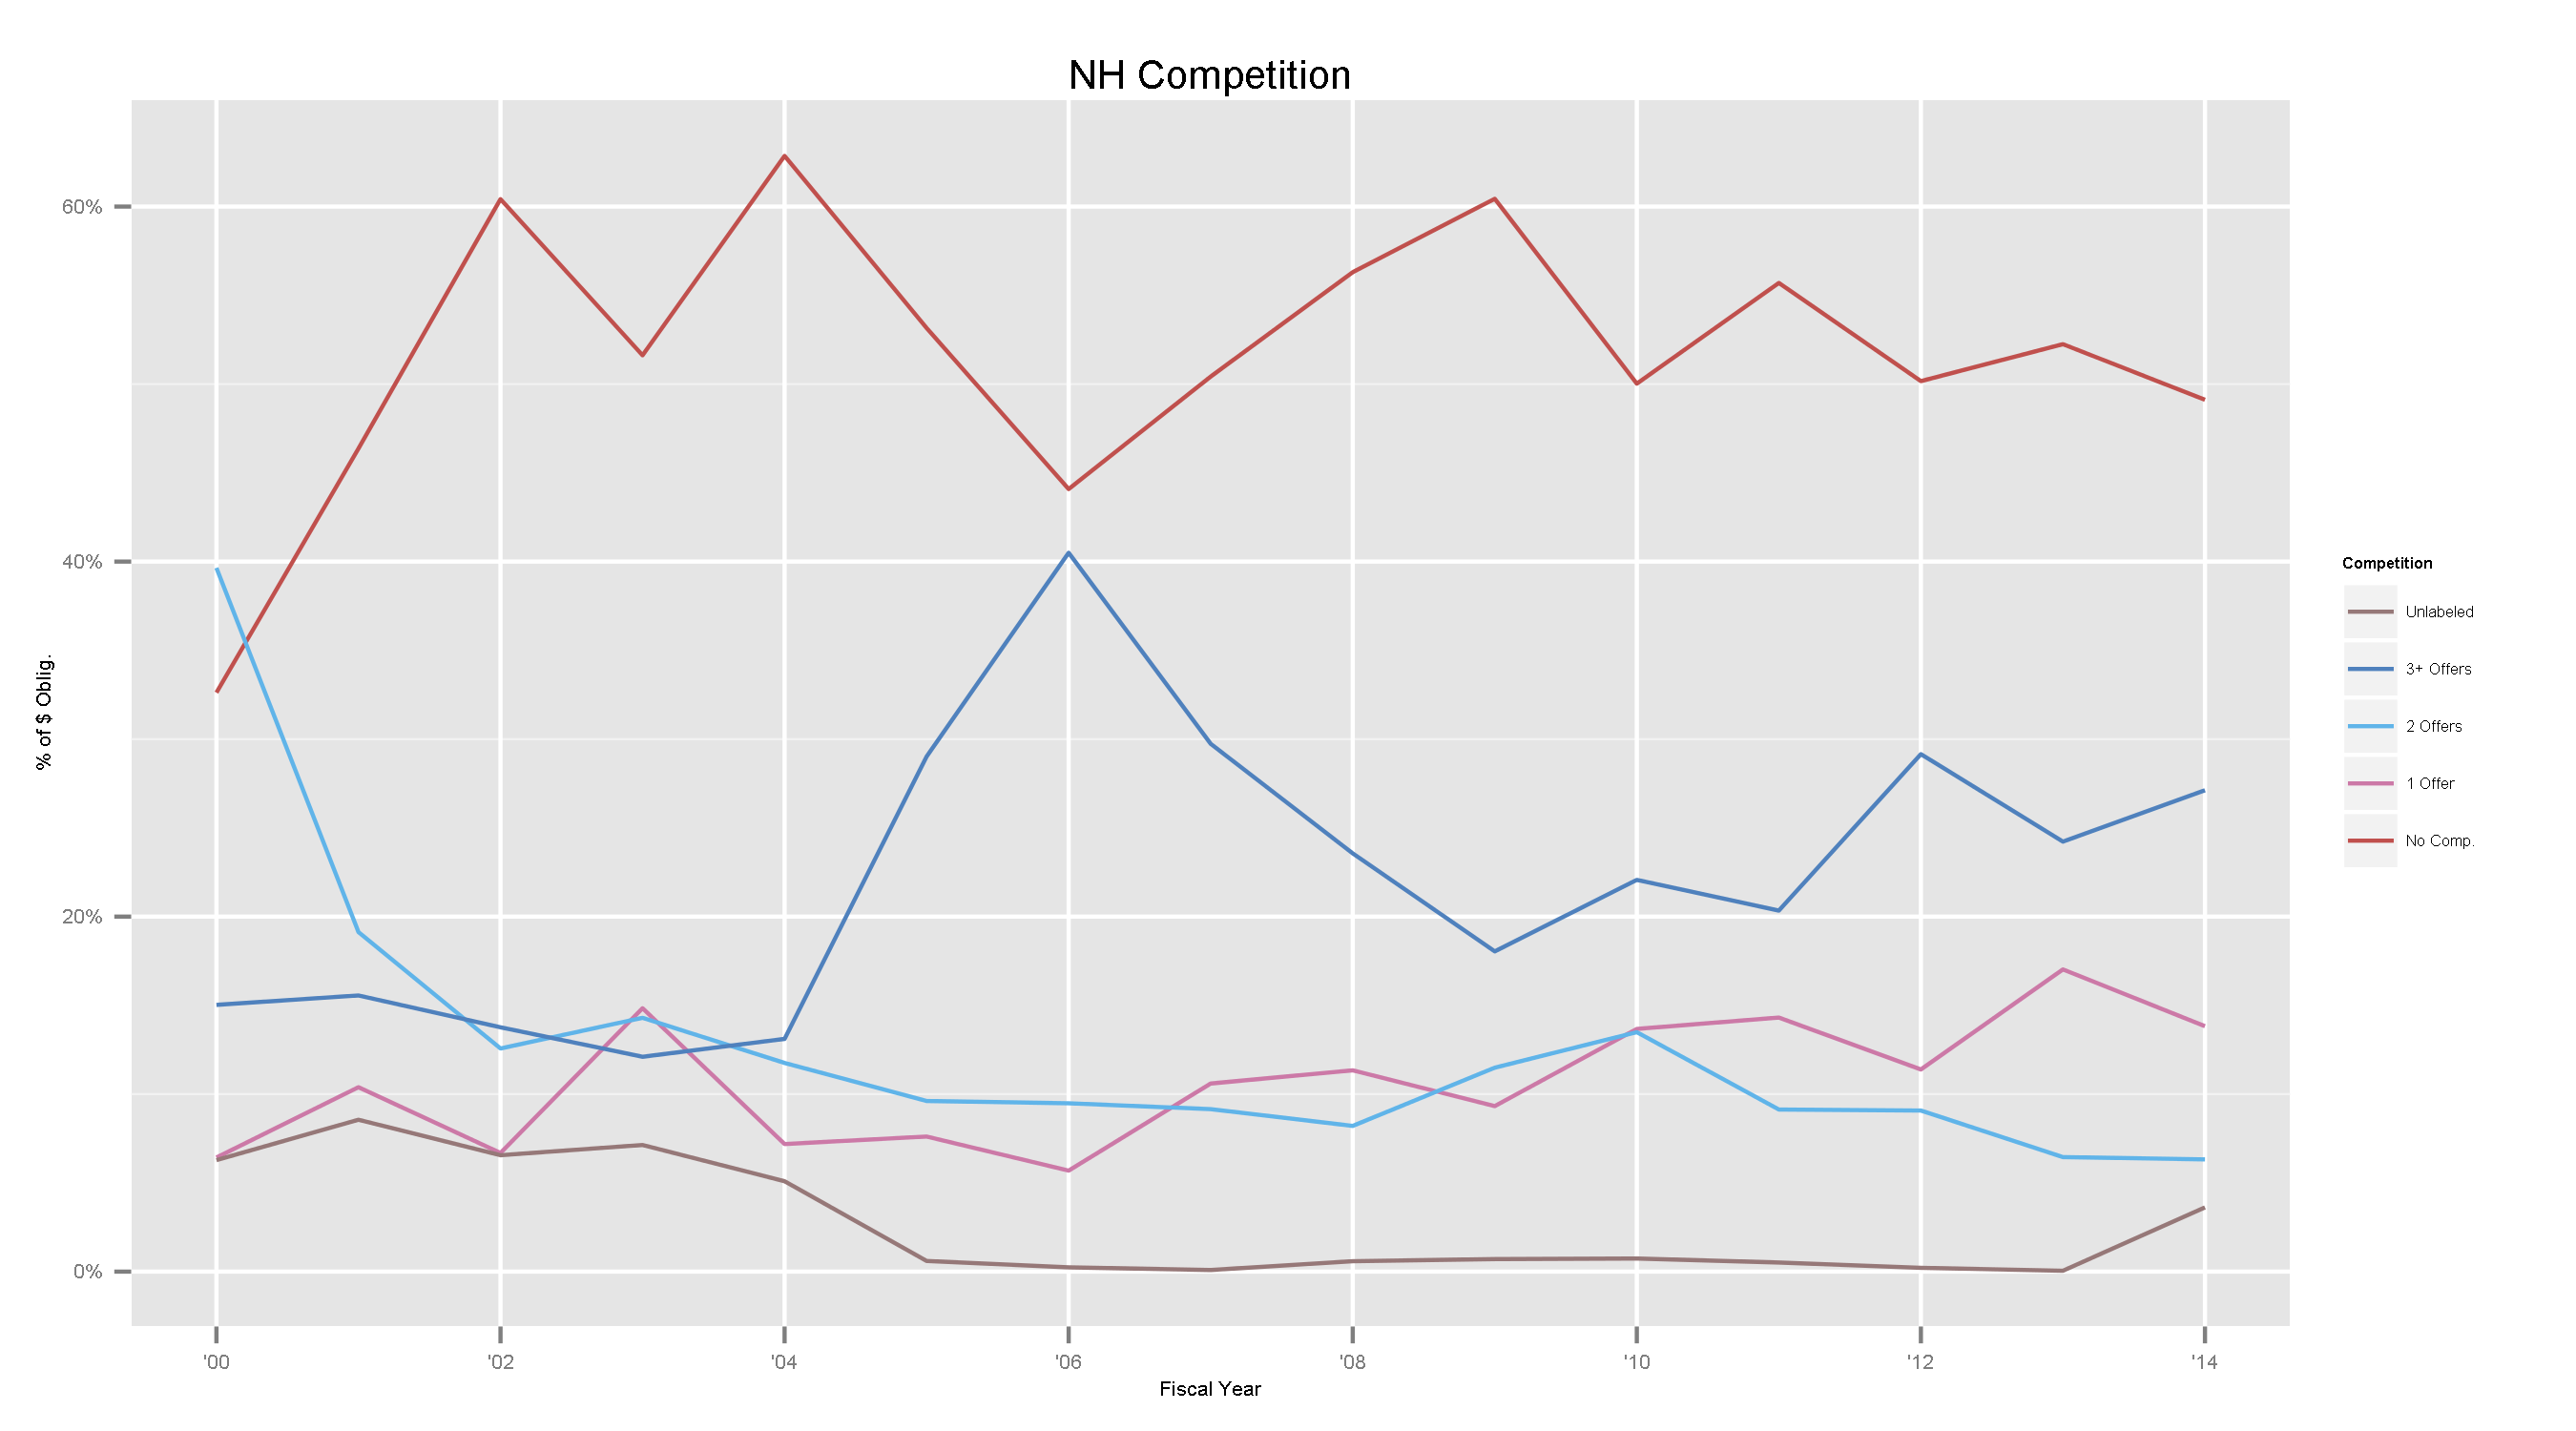 NH Competition
60%
40%
20%
0%
% of $ Oblig.
'00 '02 '04 '06 '08 '10 '12 '14
Fiscal Year
Competition
Unlabeled
3+ Offers
2 Offers
1 Offer
No Comp.